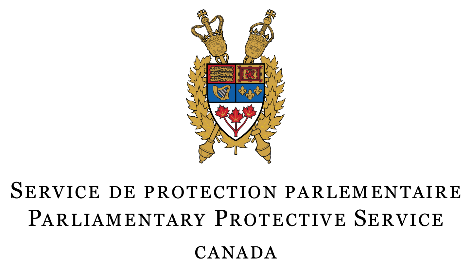 SERVICE DE PROTECTION PARLEMENTAIRE
PARLIAMENTARY PROTECTIVE SERVICE
CANADA